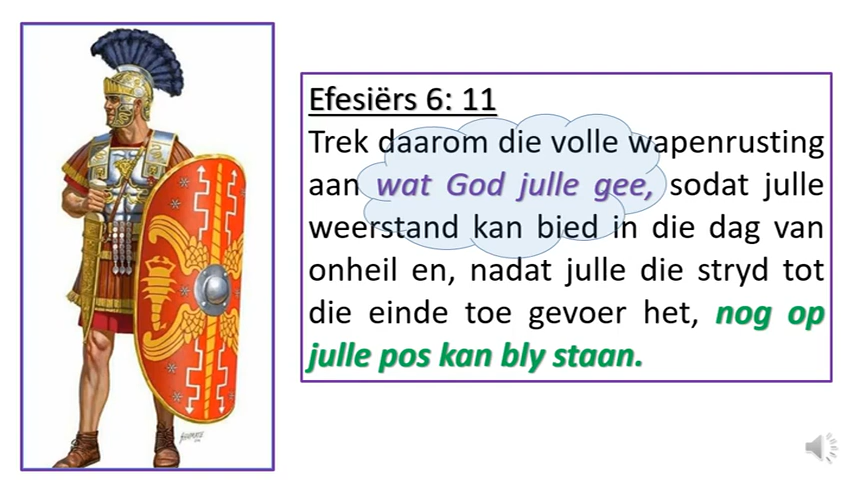 Efesiërs 6: 11
Trek daarom die volle wapenrusting
aan wat God julle gee, sodat julle
weerstand kan bied in die dag van
onheil en, nadat julle die stryd tot
die einde toe gevoer het, nog op
julle pos kan bly staan.